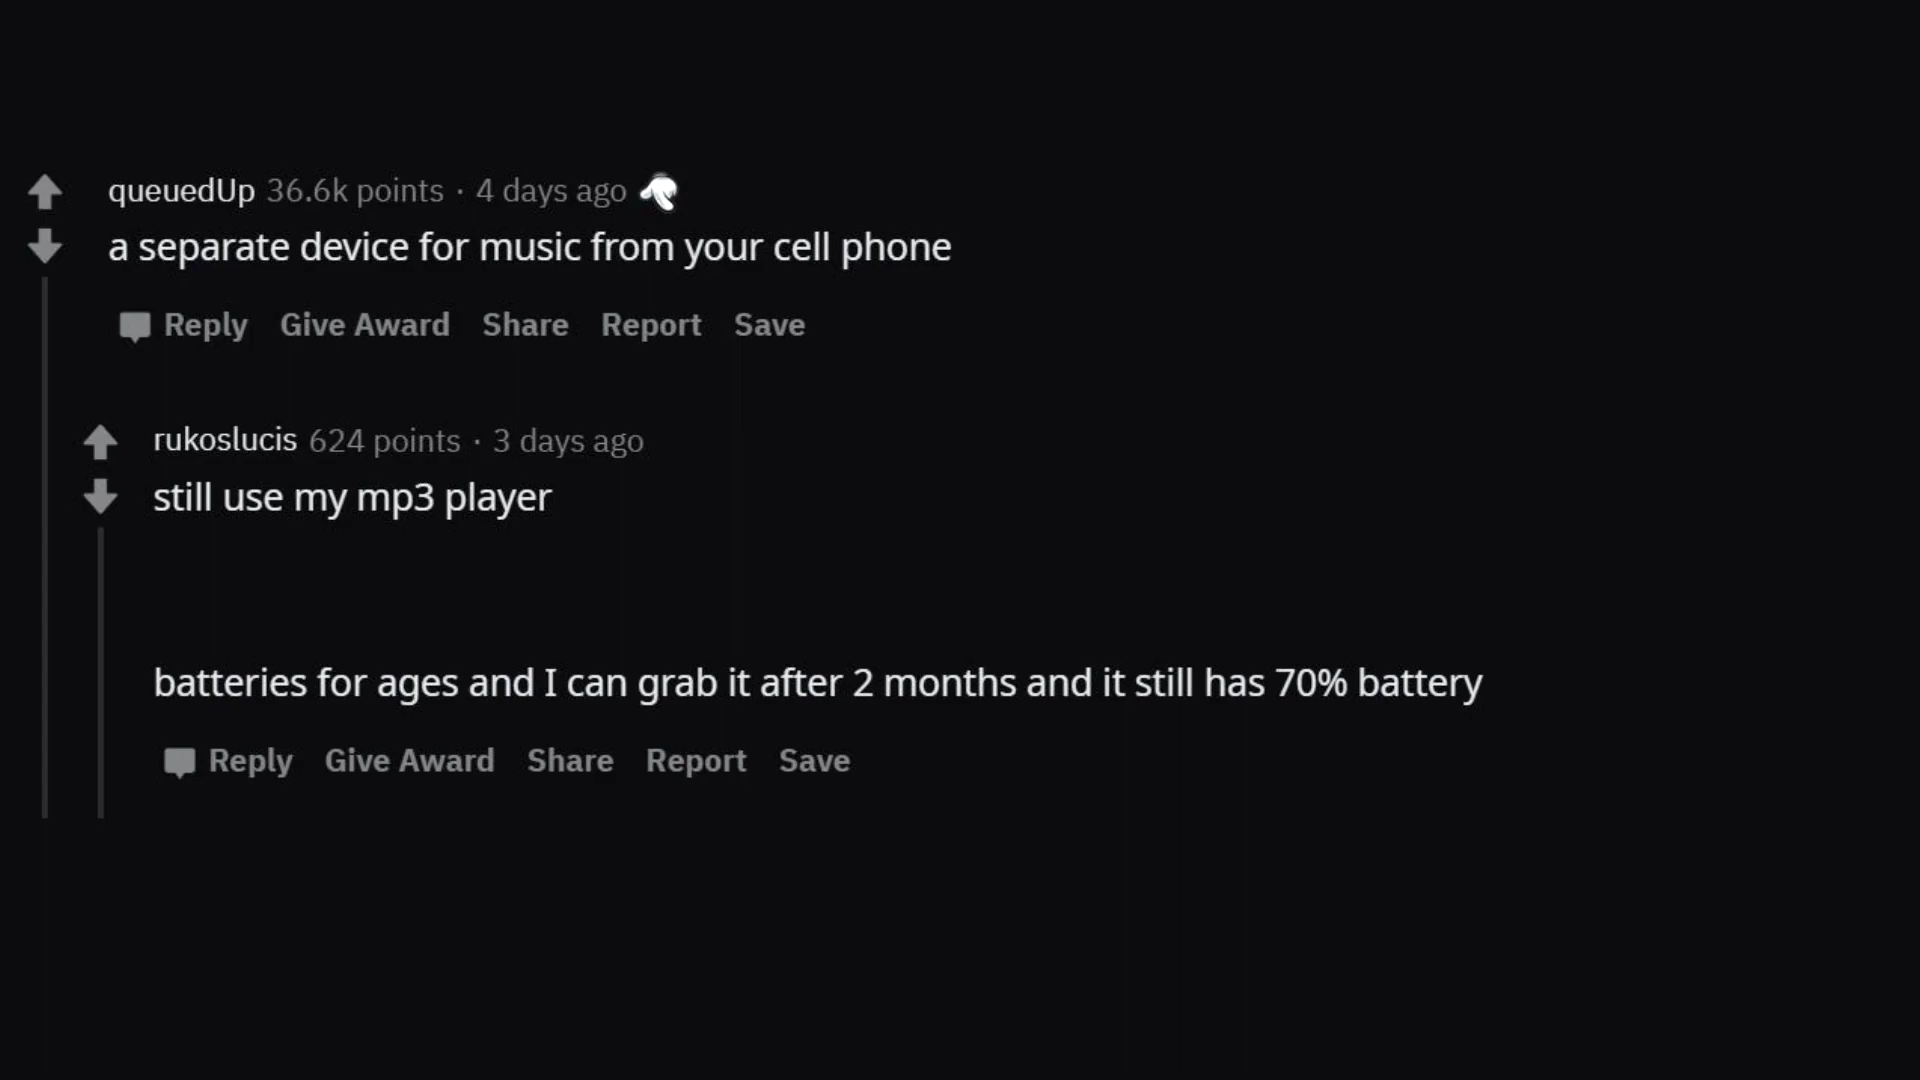 queuedUp 36.6k points · 4 days ago
a separate device for music from your cell phone
Reply Give Award Share Report Save
rukoslucis 624 points · 3 days ago
still use my mp3 player
batteries for ages and I can grab it after 2 months and it still has 70% battery
Reply Give Award Share Report Save